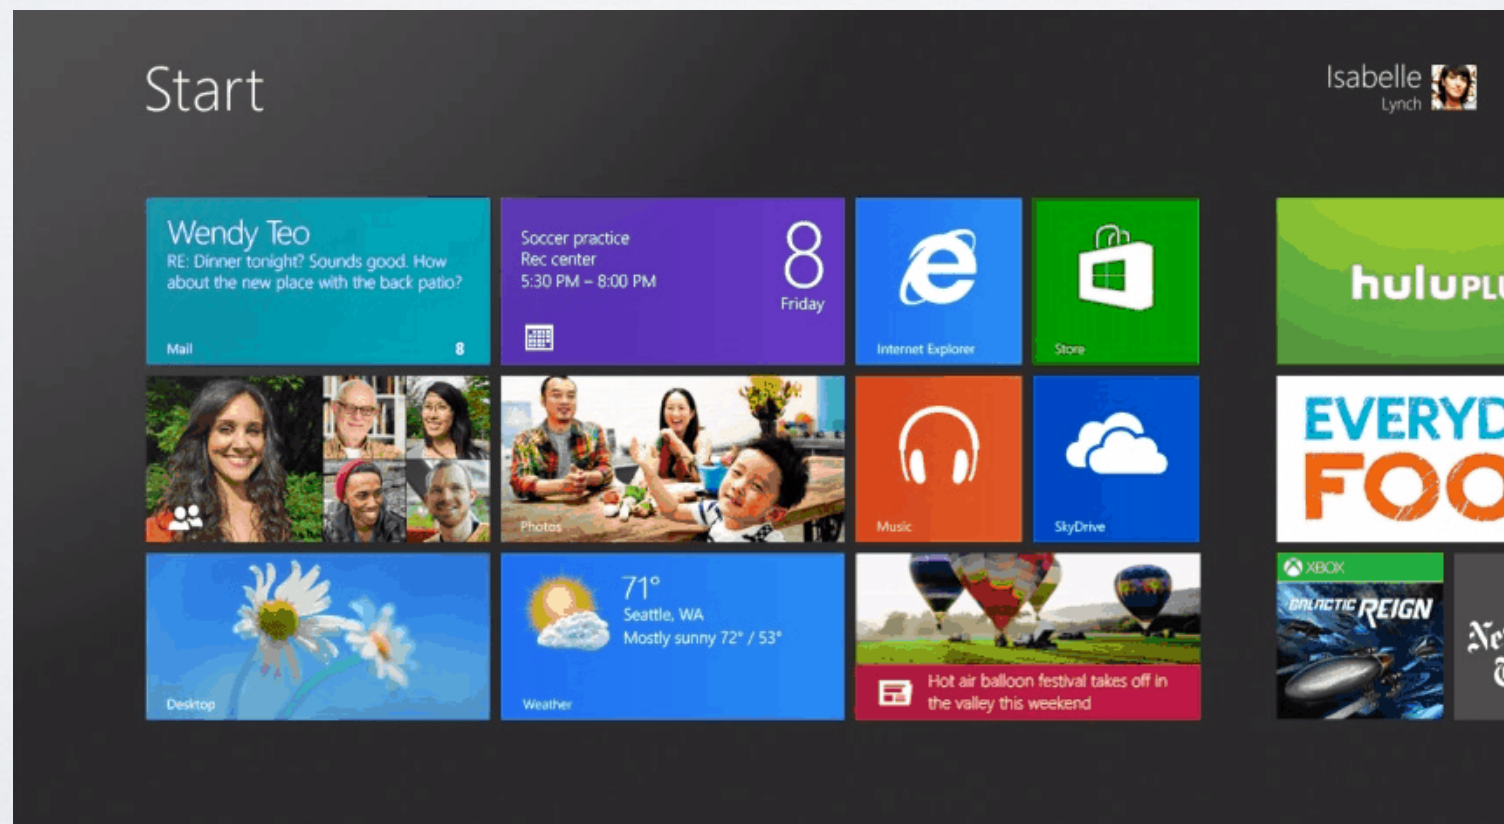 Start
Isabelle
Lynch
Wendy Teo
RE: Dinner tonight? Sounds good. How
about the new place with the back patio?
Mail
8
Soccer practice
Rec center
5:30 PM – 8:00 PM
8
Friday
Internet Explorer
Store
huluPLU
Photos
Music
SkyDrive
EVERYD
FOO
Desktop
71°
Seattle, WA
Mostly sunny 72° / 53°
Weather
Hot air balloon festival takes off in
the valley this weekend
XBOX
GALACTIC REIGN